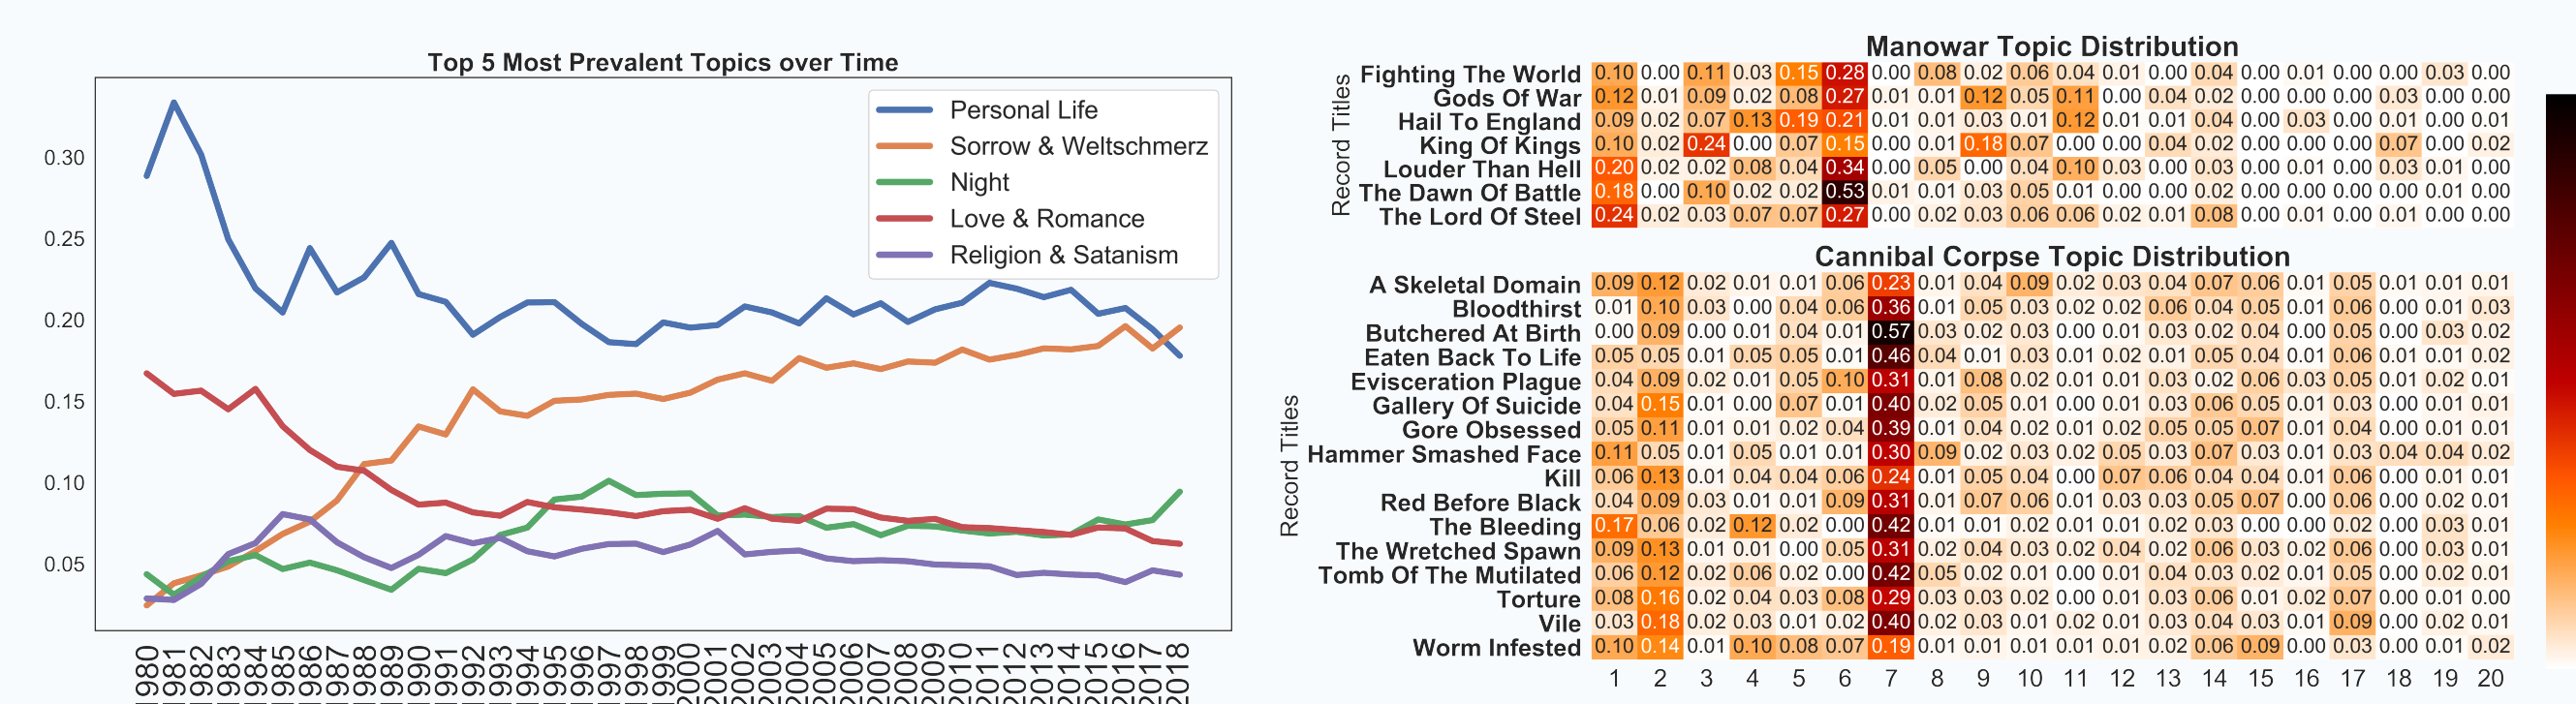 Top 5 Most Prevalent Topics over Time
Personal Life
Sorrow & Weltschmerz
Night
Love & Romance
Religion & Satanism
0.30
0.25
0.20
0.15
0.10
0.05
1980 1981 1982 1983 1984 1985 1986 1987 1988 1989 1990 1991 1992 1993 1994 1995 1996 1997 1998 1999 2000 2001 2002 2003 2004 2005 2006 2007 2008 2009 2010 2011 2012 2013 2014 2015 2016 2017 2018
Manowar Topic Distribution
Record Titles
Fighting The World 0.10 0.00 0.11 0.03 0.15 0.28 0.00 0.08 0.02 0.06 0.04 0.01 0.00 0.04 0.00 0.01 0.00 0.00 0.03 0.00
Gods Of War 0.12 0.01 0.09 0.02 0.08 0.27 0.01 0.01 0.12 0.05 0.11 0.00 0.04 0.02 0.00 0.00 0.00 0.03 0.00 0.00
Hail To England 0.09 0.02 0.07 0.13 0.19 0.21 0.01 0.01 0.03 0.01 0.12 0.01 0.01 0.04 0.00 0.03 0.00 0.01 0.00 0.01
King Of Kings 0.10 0.02 0.24 0.00 0.07 0.15 0.00 0.01 0.18 0.07 0.00 0.00 0.04 0.02 0.00 0.00 0.00 0.07 0.00 0.02
Louder Than Hell 0.20 0.02 0.02 0.08 0.04 0.34 0.00 0.05 0.00 0.04 0.10 0.03 0.00 0.03 0.00 0.01 0.00 0.03 0.01 0.00
The Dawn Of Battle 0.18 0.00 0.10 0.02 0.02 0.53 0.01 0.01 0.03 0.05 0.01 0.00 0.00 0.02 0.00 0.00 0.00 0.00 0.01 0.00
The Lord Of Steel 0.24 0.02 0.03 0.07 0.07 0.27 0.00 0.02 0.03 0.06 0.06 0.02 0.01 0.08 0.00 0.01 0.00 0.01 0.00 0.00
Cannibal Corpse Topic Distribution
Record Titles
A Skeletal Domain 0.09 0.12 0.02 0.01 0.01 0.06 0.23 0.01 0.04 0.09 0.02 0.03 0.04 0.07 0.06 0.01 0.05 0.01 0.01 0.01
Bloodthirst 0.01 0.10 0.03 0.00 0.04 0.06 0.36 0.01 0.05 0.03 0.02 0.02 0.06 0.04 0.05 0.01 0.06 0.00 0.01 0.03
Butchered At Birth 0.00 0.09 0.00 0.01 0.04 0.01 0.57 0.03 0.02 0.03 0.00 0.01 0.03 0.02 0.04 0.00 0.05 0.00 0.03 0.02
Eaten Back To Life 0.05 0.05 0.01 0.05 0.05 0.01 0.46 0.04 0.01 0.03 0.01 0.02 0.01 0.05 0.04 0.01 0.06 0.01 0.01 0.02
Evisceration Plague 0.04 0.09 0.02 0.01 0.05 0.10 0.31 0.01 0.08 0.02 0.01 0.01 0.03 0.02 0.06 0.03 0.05 0.01 0.02 0.01
Gallery Of Suicide 0.04 0.15 0.01 0.00 0.07 0.01 0.40 0.02 0.05 0.01 0.00 0.01 0.03 0.06 0.05 0.01 0.03 0.00 0.01 0.01
Gore Obsessed 0.05 0.11 0.01 0.01 0.02 0.04 0.39 0.01 0.04 0.02 0.01 0.02 0.05 0.05 0.07 0.01 0.04 0.00 0.01 0.01
Hammer Smashed Face 0.11 0.05 0.01 0.05 0.01 0.01 0.30 0.09 0.02 0.03 0.02 0.05 0.03 0.07 0.03 0.01 0.03 0.04 0.04 0.02
Kill 0.06 0.13 0.01 0.04 0.04 0.06 0.24 0.01 0.05 0.04 0.00 0.07 0.06 0.04 0.04 0.01 0.06 0.00 0.01 0.01
Red Before Black 0.04 0.09 0.03 0.01 0.01 0.09 0.31 0.01 0.07 0.06 0.01 0.03 0.03 0.05 0.07 0.00 0.06 0.00 0.02 0.01
The Bleeding 0.17 0.06 0.02 0.12 0.02 0.00 0.42 0.01 0.01 0.02 0.01 0.01 0.02 0.03 0.00 0.00 0.02 0.00 0.03 0.01
The Wretched Spawn 0.09 0.13 0.01 0.01 0.00 0.05 0.31 0.02 0.04 0.03 0.02 0.04 0.02 0.06 0.03 0.02 0.06 0.00 0.03 0.01
Tomb Of The Mutilated 0.06 0.12 0.02 0.06 0.02 0.00 0.42 0.05 0.02 0.01 0.00 0.01 0.04 0.03 0.02 0.01 0.05 0.00 0.02 0.01
Torture 0.08 0.16 0.02 0.04 0.03 0.08 0.29 0.03 0.03 0.02 0.00 0.01 0.03 0.06 0.01 0.02 0.07 0.00 0.01 0.00
Vile 0.03 0.18 0.02 0.03 0.01 0.02 0.40 0.02 0.03 0.01 0.02 0.01 0.03 0.04 0.03 0.01 0.09 0.00 0.02 0.01
Worm Infested 0.10 0.14 0.01 0.10 0.08 0.07 0.19 0.01 0.01 0.01 0.01 0.01 0.02 0.06 0.09 0.00 0.03 0.00 0.01 0.02
1 2 3 4 5 6 7 8 9 10 11 12 13 14 15 16 17 18 19 20